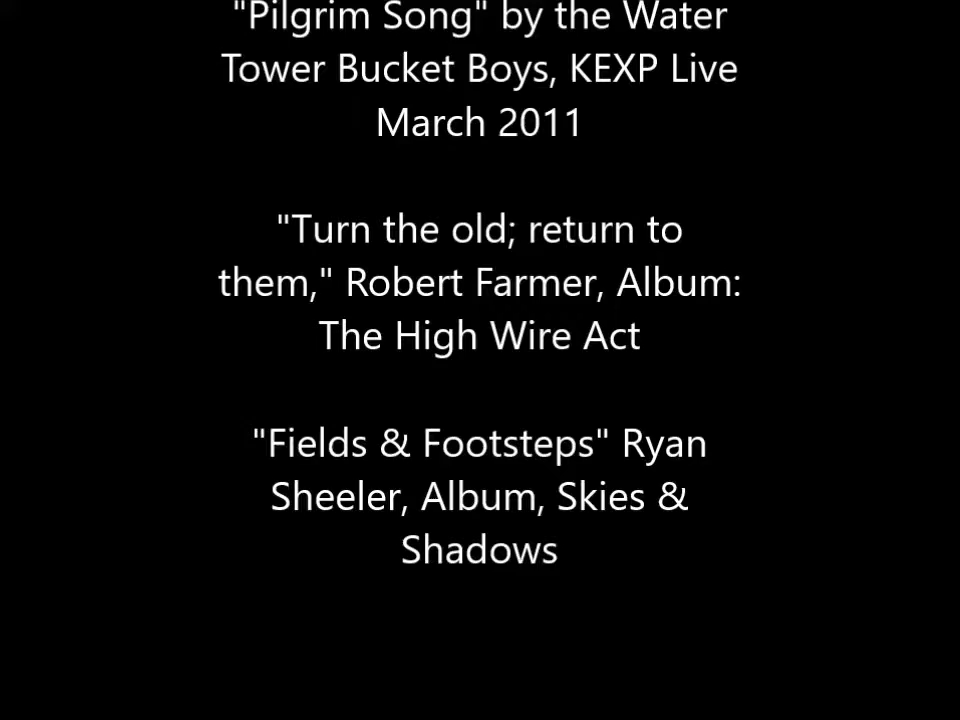 "Pilgrim Song" by the Water
Tower Bucket Boys, KEXP Live
March 2011
"Turn the old; return to
them," Robert Farmer, Album:
The High Wire Act
"Fields & Footsteps" Ryan
Sheeler, Album, Skies &
Shadows